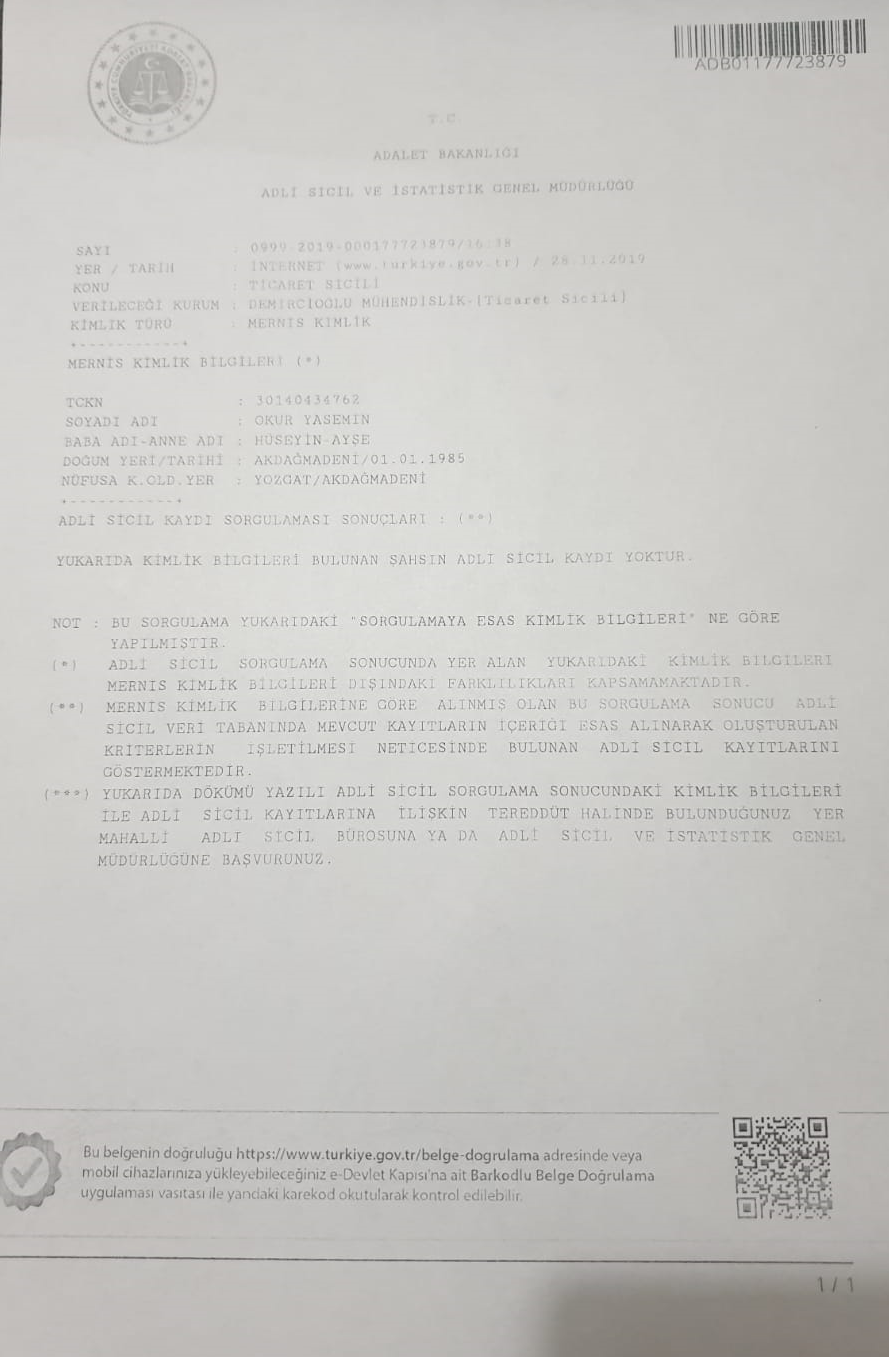 ADB01177723879
T.C.
ADALET BAKANLIĞI
ADLİ SİCİL VE İSTATİSTİK GENEL MÜDÜRLÜĞÜ
SAYI : 0999-2019-000177723879/16:38
YER / TARİH : İNTERNET (www.turkiye.gov.tr) / 28.11.2019
KONU : TİCARET SİCİLİ
VERİLECEĞİ KURUM : DEMİRCİOĞLU MÜHENDİSLİK-[Ticaret Sicili]
KİMLİK TÜRÜ : MERNİS KİMLİK
+-----------+
MERNİS KİMLİK BİLGİLERİ (*)
TCKN : 30140434762
SOYADI ADI : OKUR YASEMİN
BABA ADI-ANNE ADI : HÜSEYİN-AYŞE
DOĞUM YERİ/TARİHİ : AKDAĞMADENİ/01.01.1985
NÜFUSA K.OLD.YER : YOZGAT/AKDAĞMADENİ
+-----------+
ADLİ SİCİL KAYDI SORGULAMASI SONUÇLARI : (**)
YUKARIDA KİMLİK BİLGİLERİ BULUNAN ŞAHSIN ADLİ SİCİL KAYDI YOKTUR.
NOT : BU SORGULAMA YUKARIDAKİ "SORGULAMAYA ESAS KİMLİK BİLGİLERİ" NE GÖRE
YAPILMIŞTIR.
(*) ADLİ SİCİL SORGULAMA SONUCUNDA YER ALAN YUKARIDAKİ KİMLİK BİLGİLERİ
MERNİS KİMLİK BİLGİLERİ DIŞINDAKİ FARKLILIKLARI KAPSAMAMAKTADIR.
(**) MERNİS KİMLİK BİLGİLERİNE GÖRE ALINMIŞ OLAN BU SORGULAMA SONUCU ADLİ
SİCİL VERİ TABANINDA MEVCUT KAYITLARIN İÇERİĞİ ESAS ALINARAK OLUŞTURULAN
KRİTERLERİN İŞLETİLMESİ NETİCESİNDE BULUNAN ADLİ SİCİL KAYITLARINI
GÖSTERMEKTEDİR.
(***) YUKARIDA DÖKÜMÜ YAZILI ADLİ SİCİL SORGULAMA SONUCUNDAKİ KİMLİK BİLGİLERİ
İLE ADLİ SİCİL KAYITLARINA İLİŞKİN TEREDDÜT HALİNDE BULUNDUĞUNUZ YER
MAHALLİ ADLİ SİCİL BÜROSUNA YA DA ADLİ SİCİL VE İSTATİSTİK GENEL
MÜDÜRLÜĞÜNE BAŞVURUNUZ.
Bu belgenin doğruluğu https://www.turkiye.gov.tr/belge-dogrulama adresinde veya
mobil cihazlarınıza yükleyebileceğiniz e-Devlet Kapısı'na ait Barkodlu Belge Doğrulama
uygulaması vasıtası ile yandaki karekod okutularak kontrol edilebilir.
1 / 1